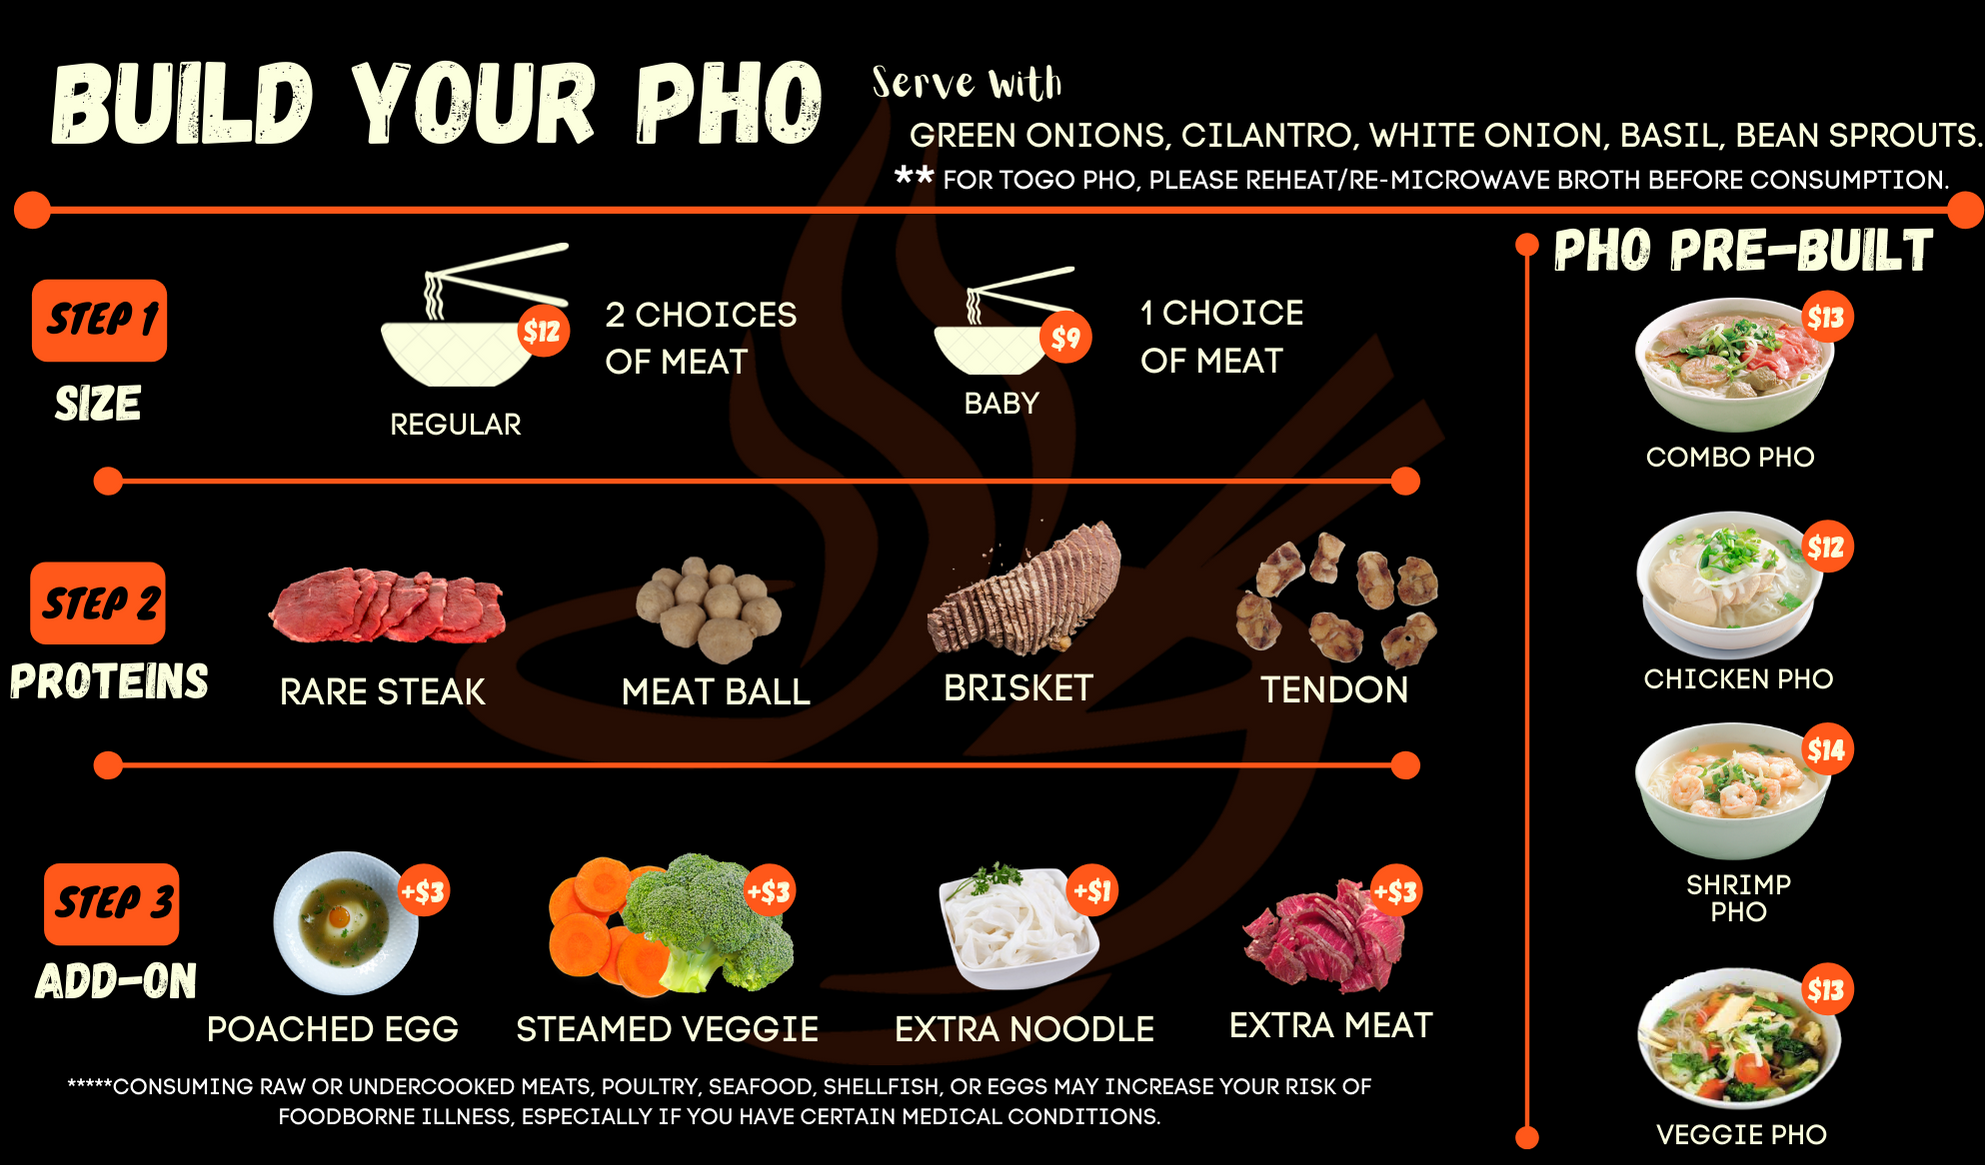 BUILD YOUR PHO
Serve with
GREEN ONIONS, CILANTRO, WHITE ONION, BASIL, BEAN SPROUTS.
** FOR TOGO PHO, PLEASE REHEAT/RE-MICROWAVE BROTH BEFORE CONSUMPTION.
STEP 1
SIZE
$12
REGULAR
2 CHOICES
OF MEAT
$9
BABY
1 CHOICE
OF MEAT
STEP 2
PROTEINS
RARE STEAK
MEAT BALL
BRISKET
TENDON
STEP 3
ADD-ON
+$3
POACHED EGG
+$3
STEAMED VEGGIE
+$1
EXTRA NOODLE
+$3
EXTRA MEAT
*****CONSUMING RAW OR UNDERCOOKED MEATS, POULTRY, SEAFOOD, SHELLFISH, OR EGGS MAY INCREASE YOUR RISK OF
FOODBORNE ILLNESS, ESPECIALLY IF YOU HAVE CERTAIN MEDICAL CONDITIONS.
PHO PRE-BUILT
$13
COMBO PHO
$12
CHICKEN PHO
$14
SHRIMP
PHO
$13
VEGGIE PHO